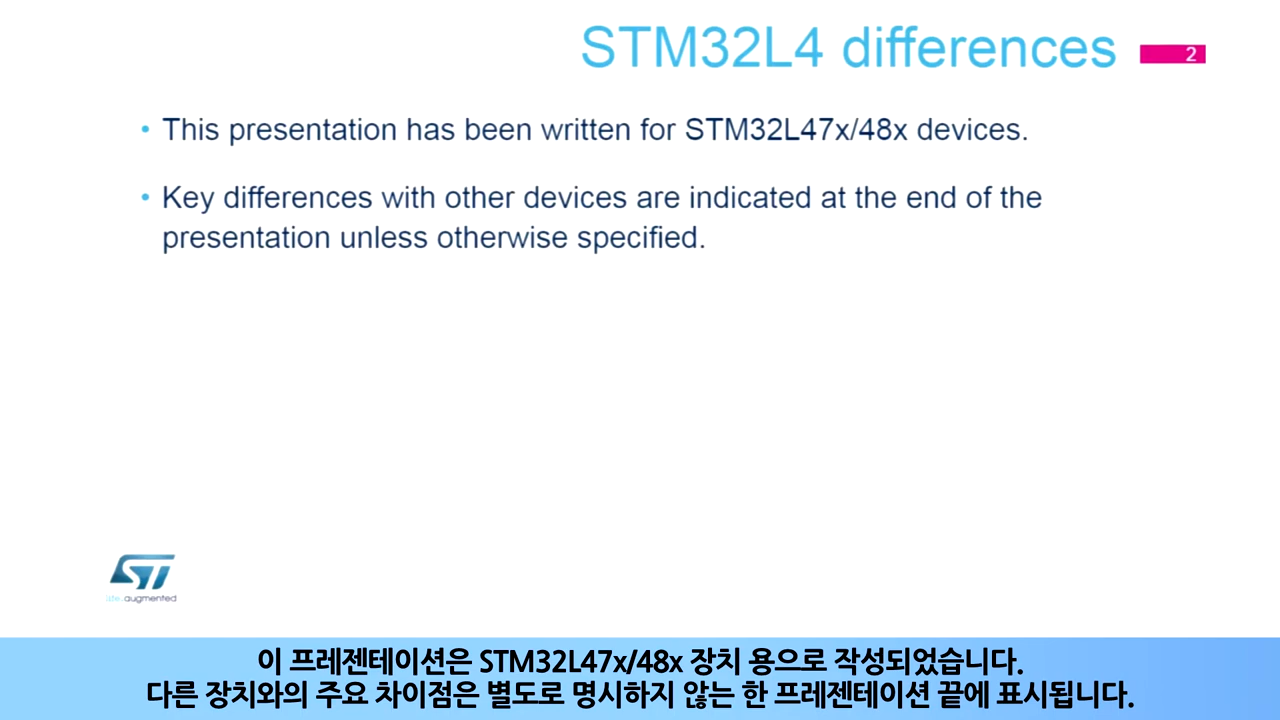 STM32L4 differences
2
• This presentation has been written for STM32L47x/48x devices.
• Key differences with other devices are indicated at the end of the
presentation unless otherwise specified.
ST
life.augmented
이 프레젠테이션은 STM32L47x/48x 장치 용으로 작성되었습니다.
다른 장치와의 주요 차이점은 별도로 명시하지 않는 한 프레젠테이션 끝에 표시됩니다.